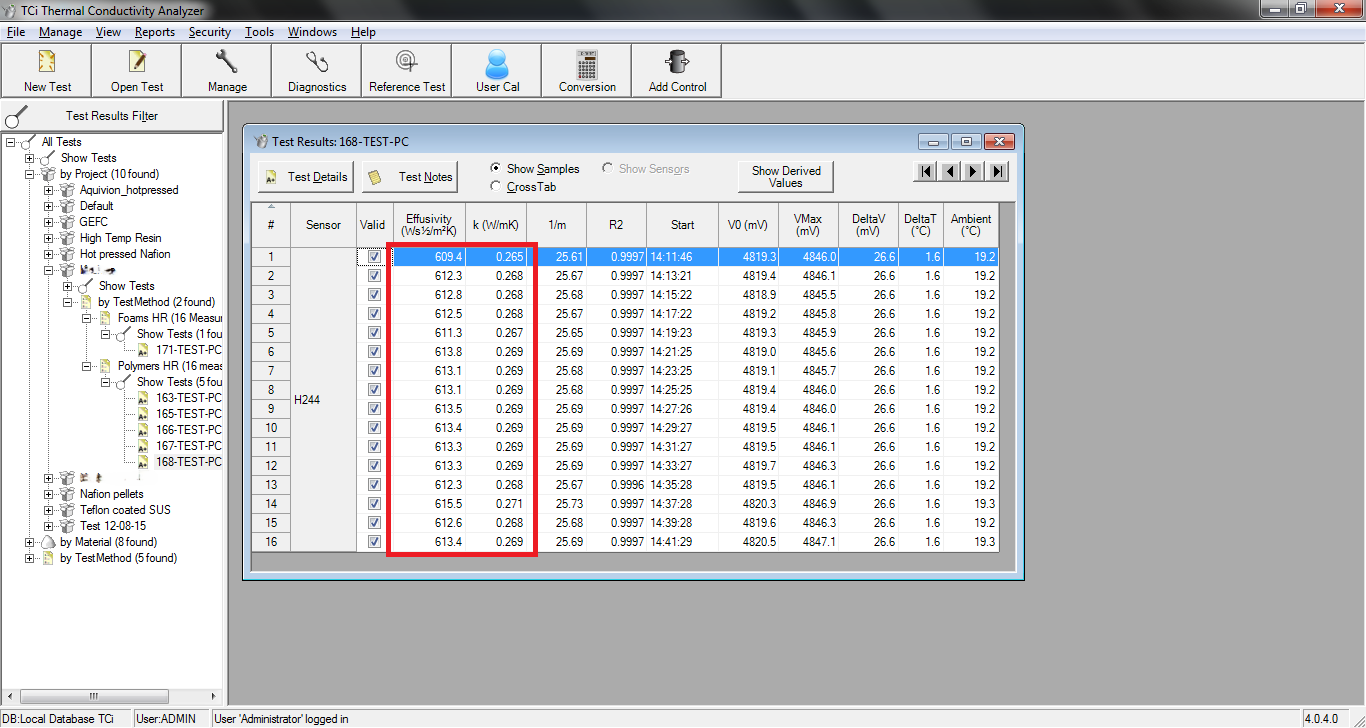 TCi Thermal Conductivity Analyzer
File Manage View Reports Security Tools Windows Help
New Test Open Test Manage Diagnostics Reference Test User Cal Conversion Add Control
Test Results Filter
All Tests
Show Tests
by Project (10 found)
Aquivion_hotpressed
Default
GEFC
High Temp Resin
Hot pressed Nafion
Show Tests
by TestMethod (2 found)
Foams HR (16 Measur
Show Tests (1 fou
171-TEST-PC
Polymers HR (16 meas
Show Tests (5 fou
163-TEST-PC
165-TEST-PC
166-TEST-PC
167-TEST-PC
168-TEST-PC
Nafion pellets
Teflon coated SUS
Test 12-08-15
by Material (8 found)
by TestMethod (5 found)
Test Results: 168-TEST-PC
Test Details Test Notes Show Samples Show Sensors Show Derived
CrossTab Values
# Sensor Valid Effusivity k (W/mK) 1/m R2 Start V0 (mV) VMax DeltaV DeltaT Ambient
(Ws½/m²K) (mV) (mV) (°C) (°C)
1 609.4 0.265 25.61 0.9997 14:11:46 4819.3 4846.0 26.6 1.6 19.2
2 612.3 0.268 25.67 0.9997 14:13:21 4819.4 4846.1 26.6 1.6 19.2
3 612.8 0.268 25.68 0.9997 14:15:22 4818.9 4845.5 26.6 1.6 19.2
4 612.5 0.268 25.67 0.9997 14:17:22 4819.2 4845.8 26.6 1.6 19.2
5 611.3 0.267 25.65 0.9997 14:19:23 4819.3 4845.9 26.6 1.6 19.2
6 613.8 0.269 25.69 0.9997 14:21:25 4819.0 4845.6 26.6 1.6 19.2
7 613.1 0.269 25.68 0.9997 14:23:25 4819.1 4845.7 26.6 1.6 19.2
8 613.1 0.269 25.68 0.9997 14:25:25 4819.4 4846.0 26.6 1.6 19.2
H244
9 613.5 0.269 25.69 0.9997 14:27:26 4819.4 4846.0 26.6 1.6 19.2
10 613.4 0.269 25.69 0.9997 14:29:27 4819.5 4846.1 26.6 1.6 19.2
11 613.3 0.269 25.69 0.9997 14:31:27 4819.5 4846.1 26.6 1.6 19.2
12 613.3 0.269 25.69 0.9997 14:33:27 4819.7 4846.3 26.6 1.6 19.2
13 612.3 0.268 25.67 0.9996 14:35:28 4819.5 4846.1 26.6 1.6 19.2
14 615.5 0.271 25.73 0.9997 14:37:28 4820.3 4846.9 26.6 1.6 19.3
15 612.6 0.268 25.68 0.9997 14:39:28 4819.6 4846.3 26.6 1.6 19.2
16 613.4 0.269 25.69 0.9997 14:41:29 4820.5 4847.1 26.6 1.6 19.3
DB:Local Database TCi User:ADMIN User 'Administrator' logged in 4.0.4.0